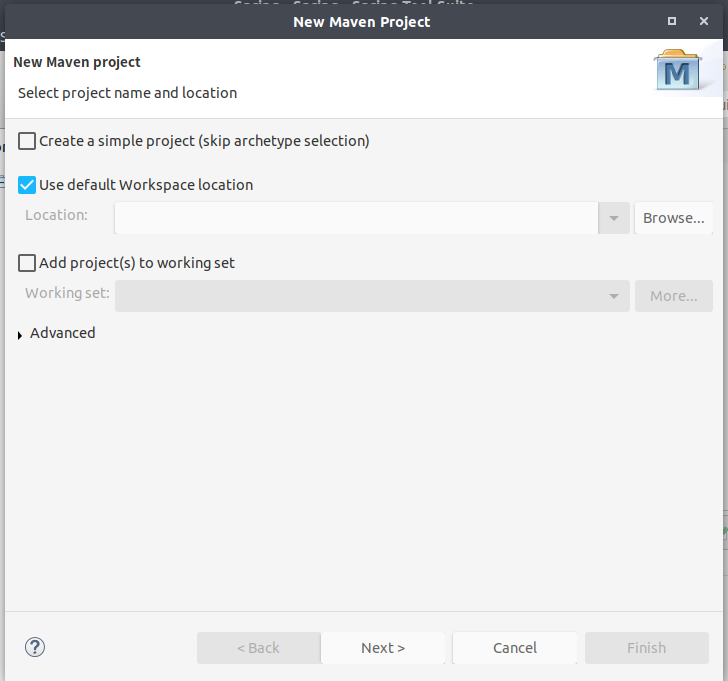 New Maven Project
New Maven project
Select project name and location
Create a simple project (skip archetype selection)
Use default Workspace location
Location:
Browse...
Add project(s) to working set
Working set:
More...
Advanced
< Back
Next >
Cancel
Finish